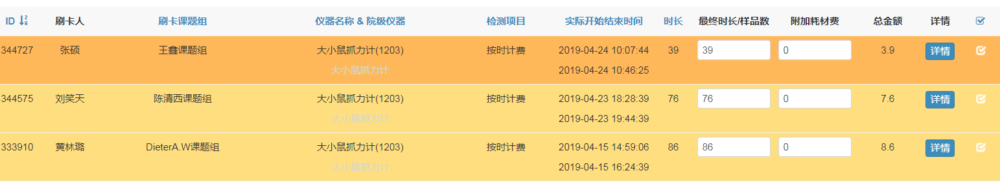 ID 刷卡人 刷卡课题组 仪器名称 & 院级仪器 检测项目 实际开始结束时间 时长 最终时长/样品数 附加耗材费 总金额 详情
344727 张硕 王鑫课题组 大小鼠抓力计(1203) 按时计费 2019-04-24 10:07:44 39 39 0 3.9 详情
大小鼠抓力计 2019-04-24 10:46:25
344575 刘笑天 陈清西课题组 大小鼠抓力计(1203) 按时计费 2019-04-23 18:28:39 76 76 0 7.6 详情
大小鼠抓力计 2019-04-23 19:44:39
333910 黄林璐 DieterA.W课题组 大小鼠抓力计(1203) 按时计费 2019-04-15 14:59:06 86 86 0 8.6 详情
大小鼠抓力计 2019-04-15 16:24:39